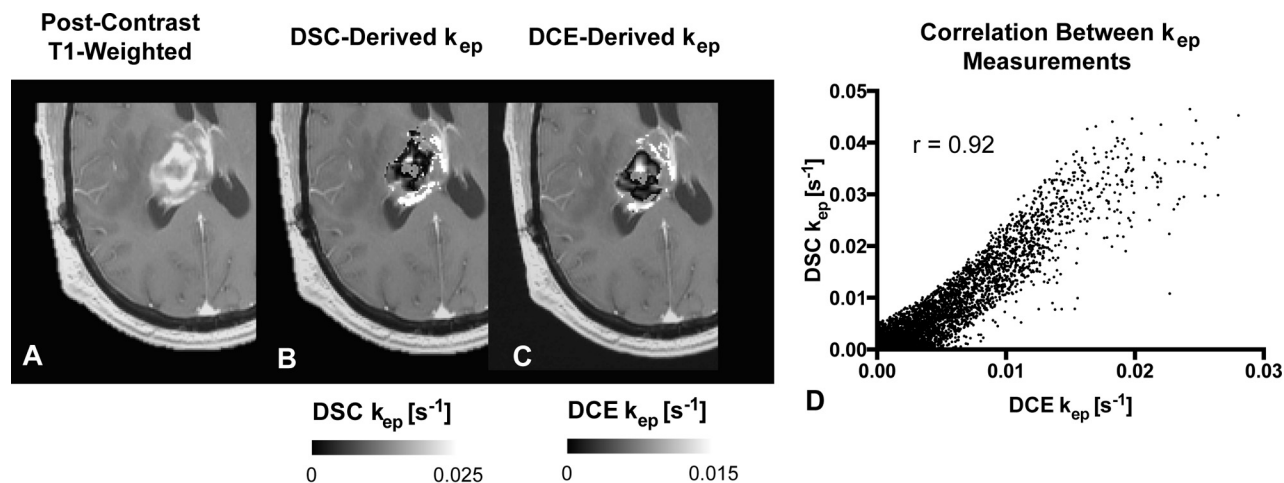 Post-Contrast
T1-Weighted
DSC-Derived kep
DCE-Derived kep
A
B
C
DSC kep [s-1]
0
0.025
DCE kep [s-1]
0
0.015
Correlation Between kep
Measurements
r = 0.92
DSC kep [s-1]
0.05
0.04
0.03
0.02
0.01
0.00
0.00
0.01
0.02
0.03
DCE kep [s-1]
D